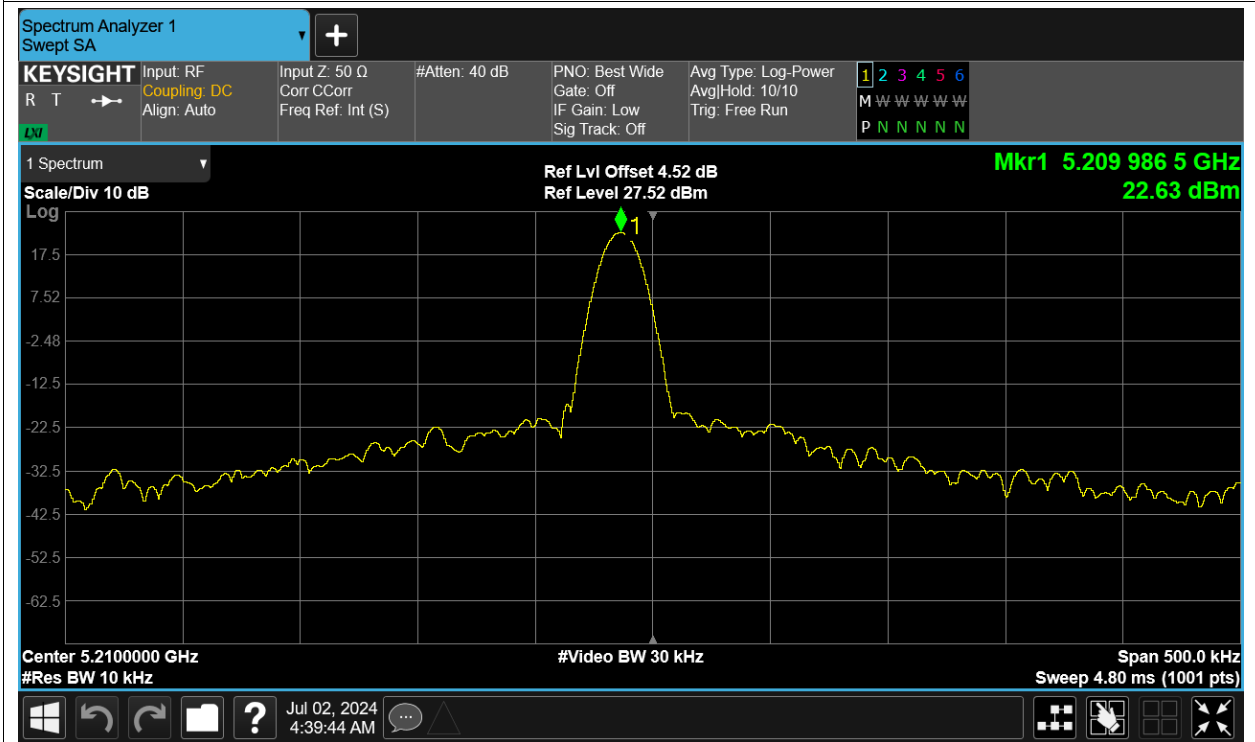 Spectrum Analyzer 1
Swept SA
KEYSIGHT
R T
LXI
Input: RF
Coupling: DC
Align: Auto
Input Z: 50 Ω
Corr CCorr
Freq Ref: Int (S)
#Atten: 40 dB
PNO: Best Wide
Gate: Off
IF Gain: Low
Sig Track: Off
Avg Type: Log-Power
Avg|Hold: 10/10
Trig: Free Run
1 2 3 4 5 6
M W W W W W
P N N N N N
1 Spectrum
Scale/Div 10 dB
Log
Ref Lvl Offset 4.52 dB
Ref Level 27.52 dBm
Mkr1 5.209 986 5 GHz
22.63 dBm
1
17.5
7.52
-2.48
-12.5
-22.5
-32.5
-42.5
-52.5
-62.5
Center 5.2100000 GHz
#Res BW 10 kHz
#Video BW 30 kHz
Span 500.0 kHz
Sweep 4.80 ms (1001 pts)
Jul 02, 2024
4:39:44 AM